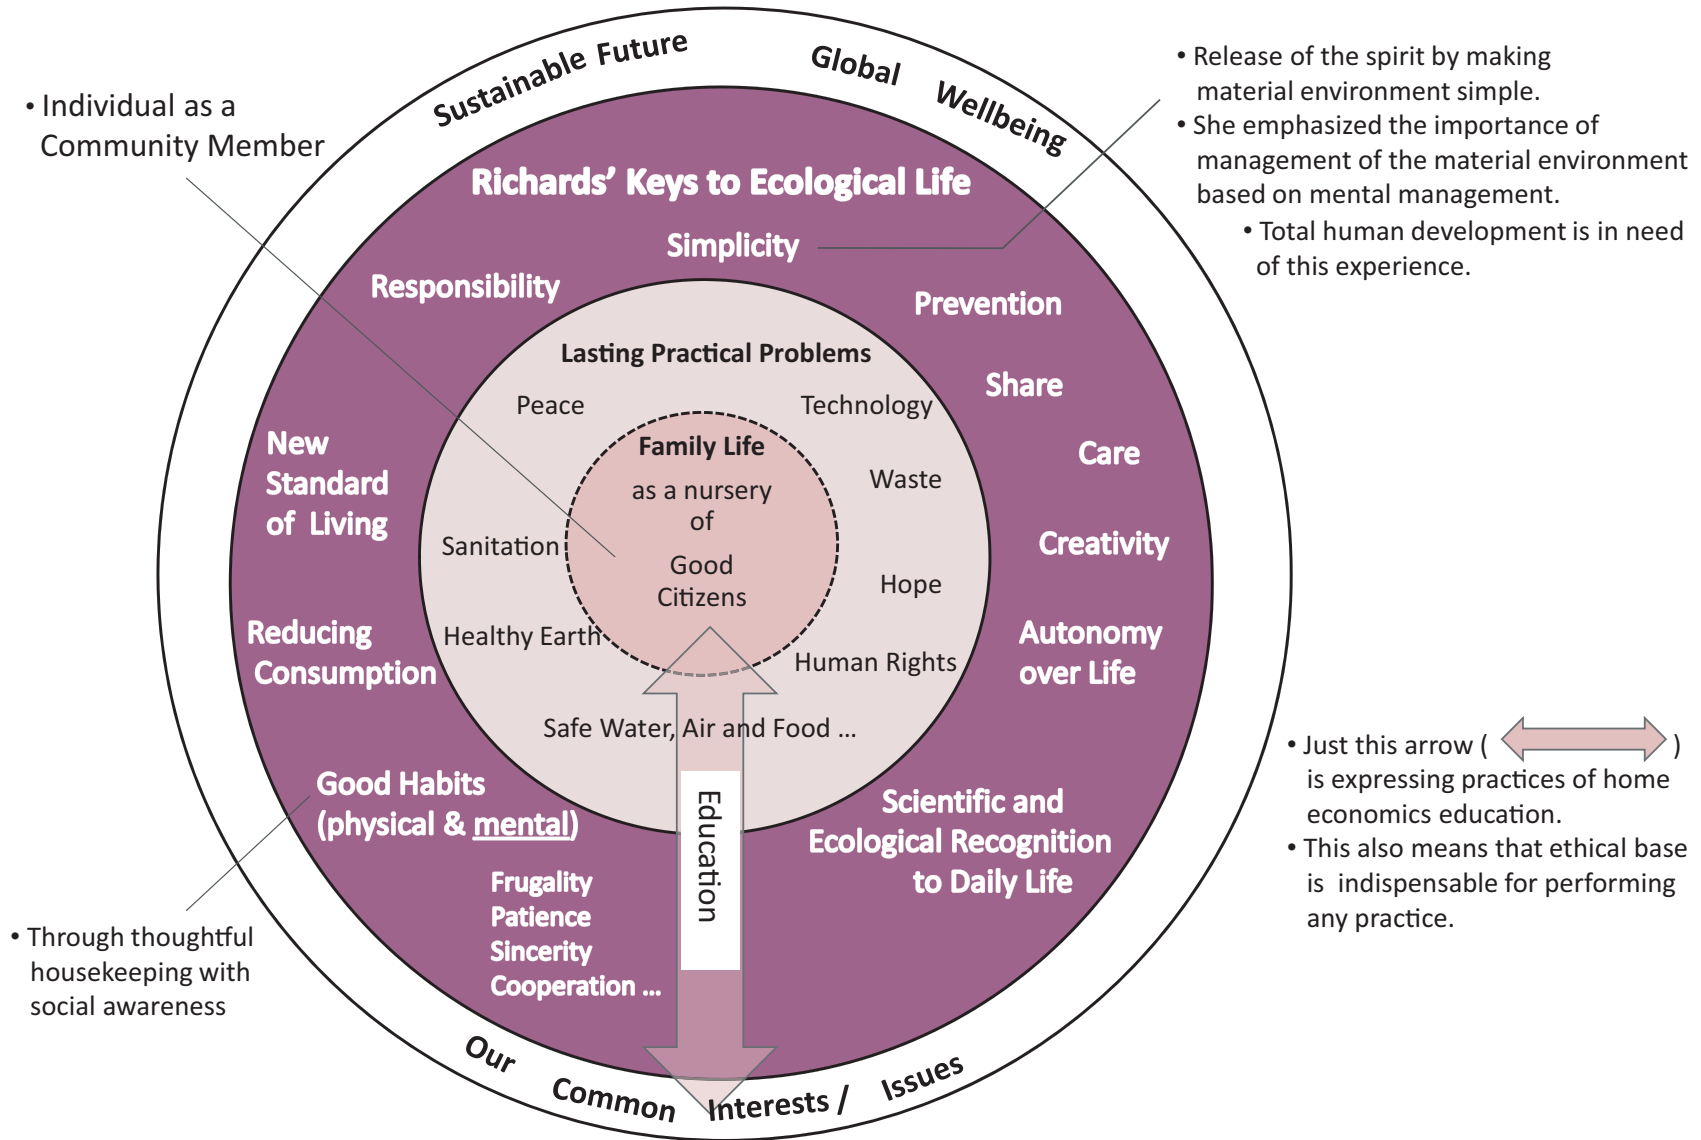 Sustainable Future
Global Wellbeing
• Individual as a
Community Member
• Release of the spirit by making
material environment simple.
• She emphasized the importance of
management of the material environment
based on mental management.
• Total human development is in need
of this experience.
Richards’ Keys to Ecological Life
Simplicity
Responsibility
Prevention
Share
Care
Creativity
Autonomy
over Life
New
Standard
of Living
Reducing
Consumption
Lasting Practical Problems
Peace
Technology
Waste
Sanitation
Hope
Healthy Earth
Human Rights
Safe Water, Air and Food ...
Family Life
as a nursery
of
Good
Citizens
Education
Good Habits
(physical & mental)
Frugality
Patience
Sincerity
Cooperation ...
Scientific and
Ecological Recognition
to Daily Life
• Just this arrow ( )
is expressing practices of home
economics education.
• This also means that ethical base
is indispensable for performing
any practice.
• Through thoughtful
housekeeping with
social awareness
Our Common Interests / Issues